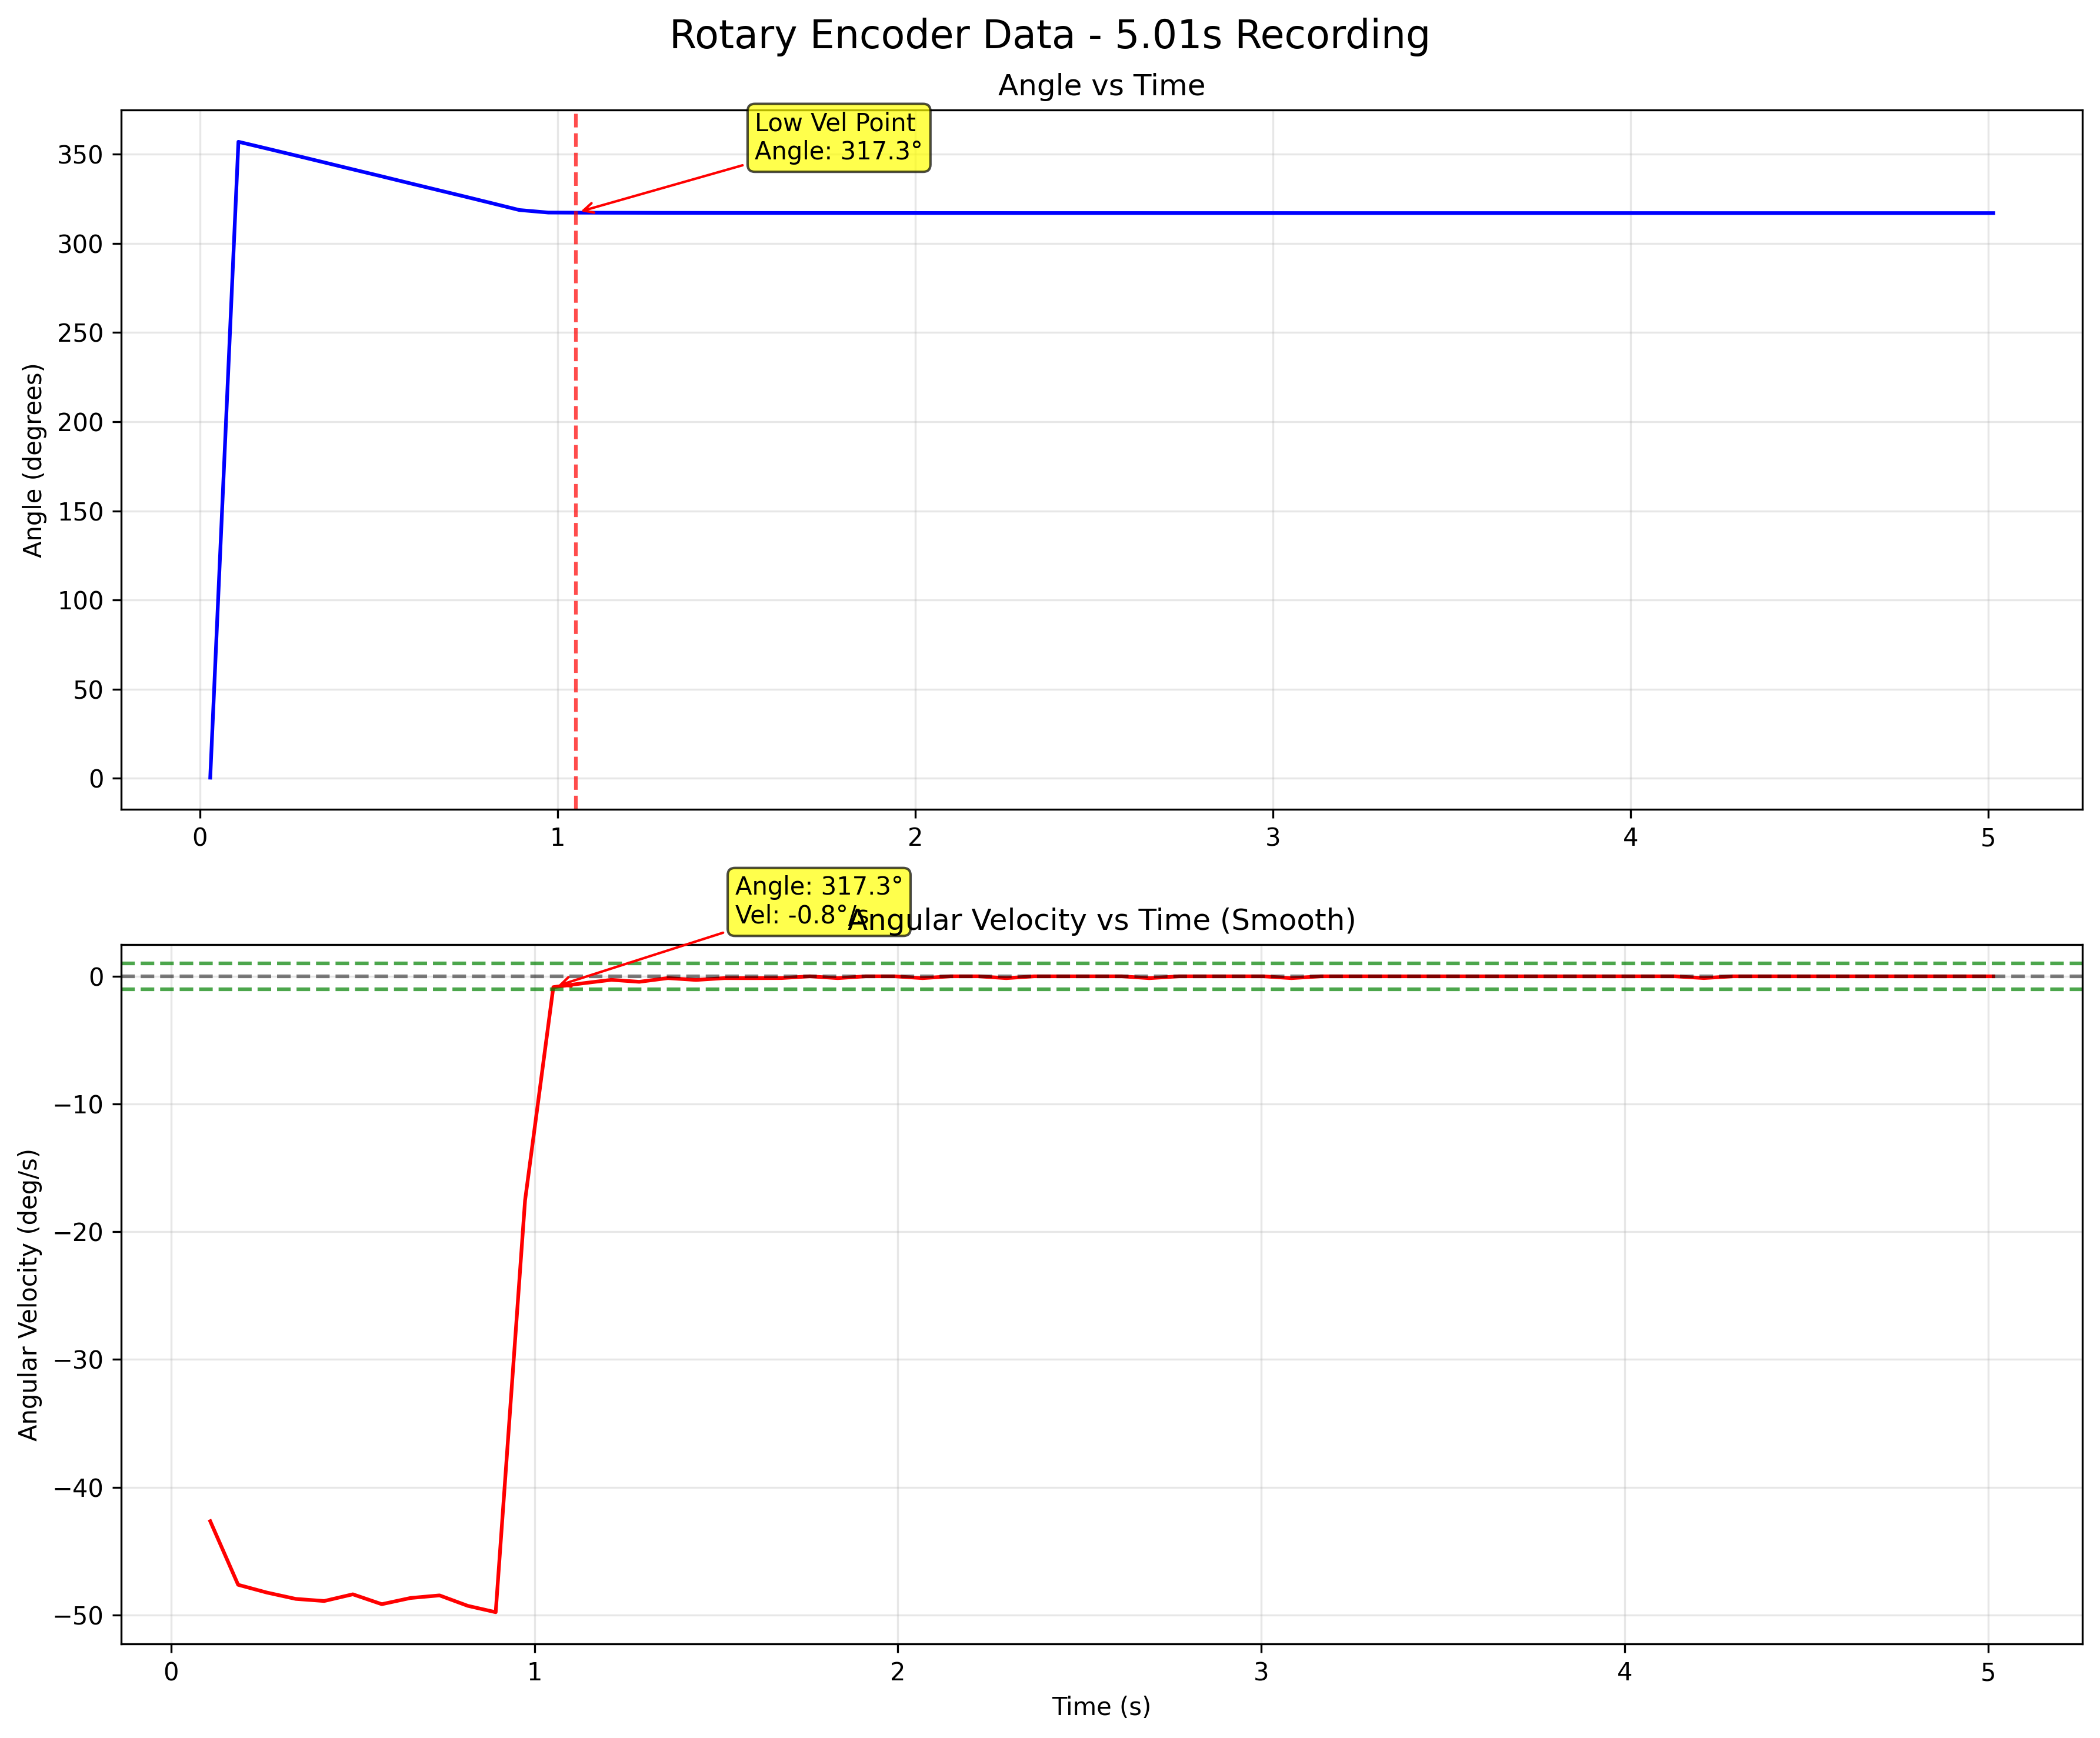 Rotary Encoder Data - 5.01s Recording
Angle vs Time
Low Vel Point
Angle: 317.3°
350
300
250
200
150
100
50
0
Angle (degrees)
0 1 2 3 4 5
Angle: 317.3°
Vel: -0.8°/s
Angular Velocity vs Time (Smooth)
0
−10
−20
−30
−40
−50
Angular Velocity (deg/s)
0 1 2 3 4 5
Time (s)